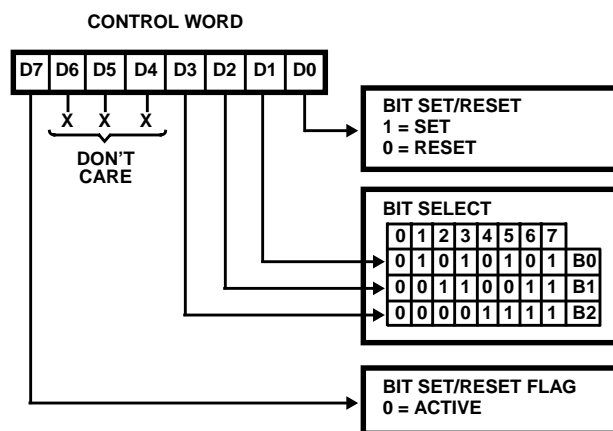 CONTROL WORD
D7 D6 D5 D4 D3 D2 D1 D0
X X X
DON'T
CARE
BIT SET/RESET
1 = SET
0 = RESET
BIT SELECT
0 1 2 3 4 5 6 7
0 1 0 1 0 1 0 1 B0
0 0 1 1 0 0 1 1 B1
0 0 0 0 1 1 1 1 B2
BIT SET/RESET FLAG
0 = ACTIVE